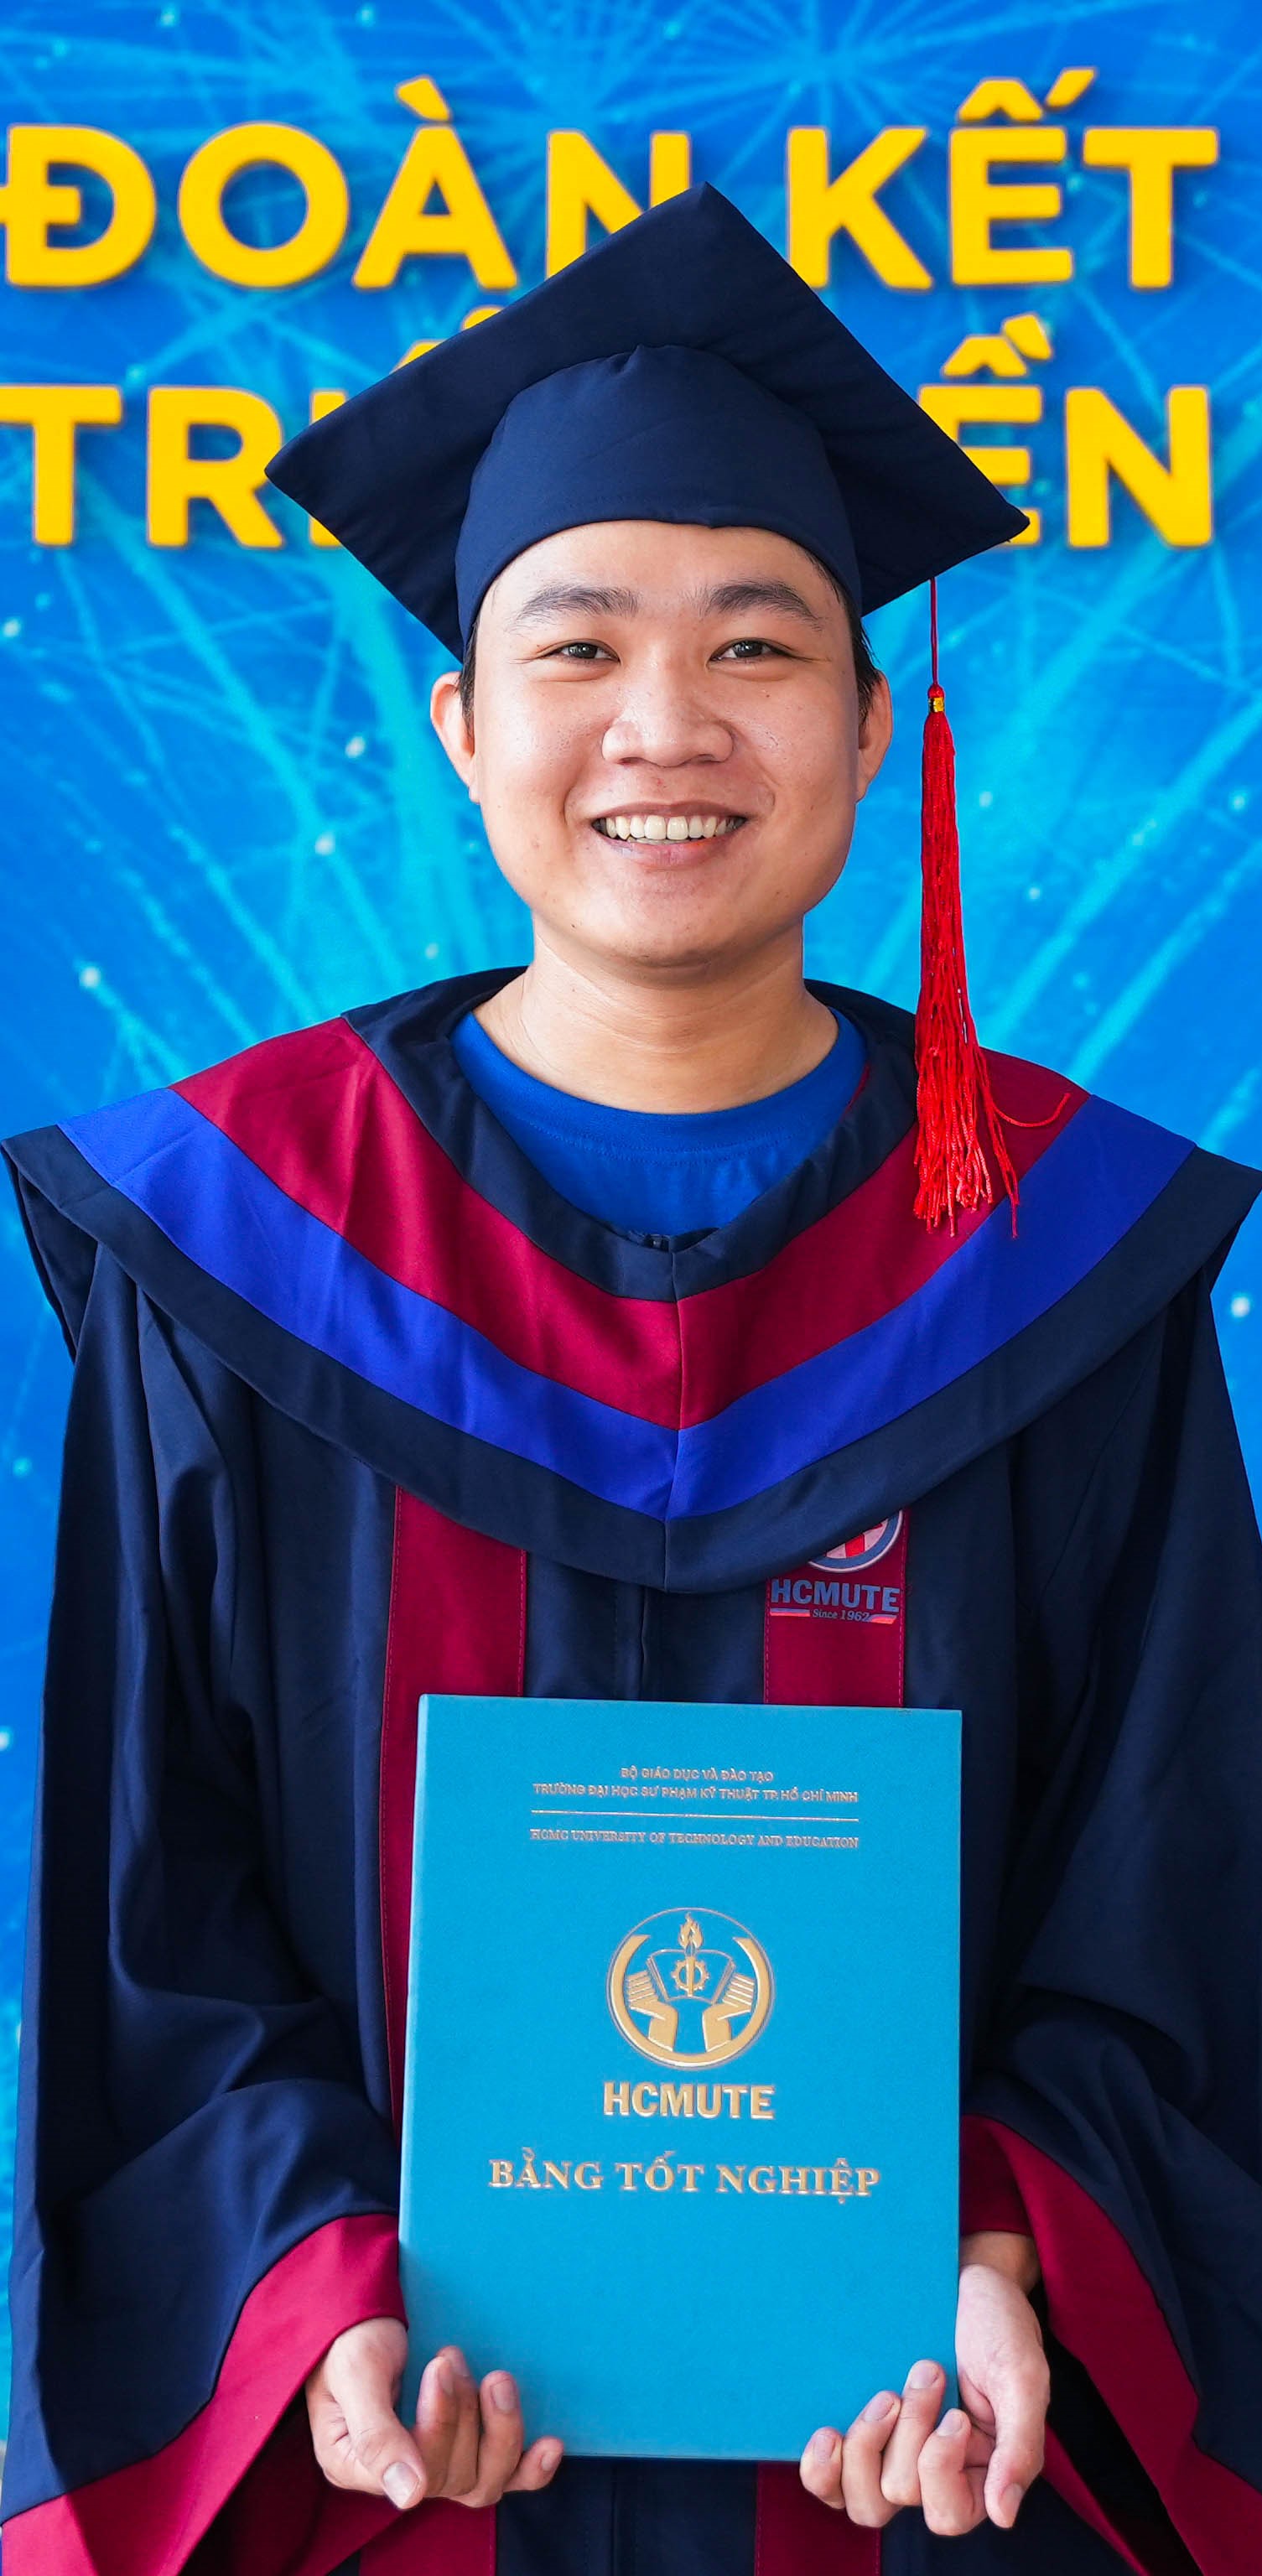 ĐOÀN KẾT
HCMUTE
Since 1962
BỘ GIÁO DỤC VÀ ĐÀO TẠO
TRƯỜNG ĐẠI HỌC SƯ PHẠM KỸ THUẬT TP. HỒ CHÍ MINH
HCMC UNIVERSITY OF TECHNOLOGY AND EDUCATION
HCMUTE
BẰNG TỐT NGHIỆP